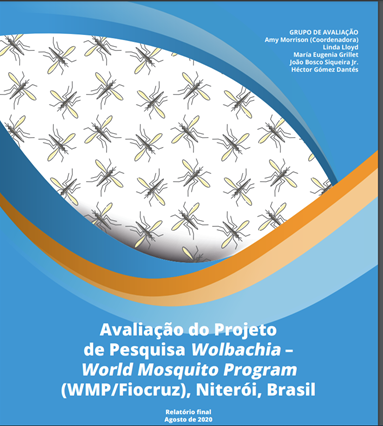 GRUPO DE AVALIAÇÃO
Amy Morrison (Coordenadora)
Linda Lloyd
María Eugenia Grillet
João Bosco Siqueira Jr.
Héctor Gómez Dantés
Avaliação do Projeto
de Pesquisa Wolbachia –
World Mosquito Program
(WMP/Fiocruz), Niterói, Brasil
Relatório final
Agosto de 2020